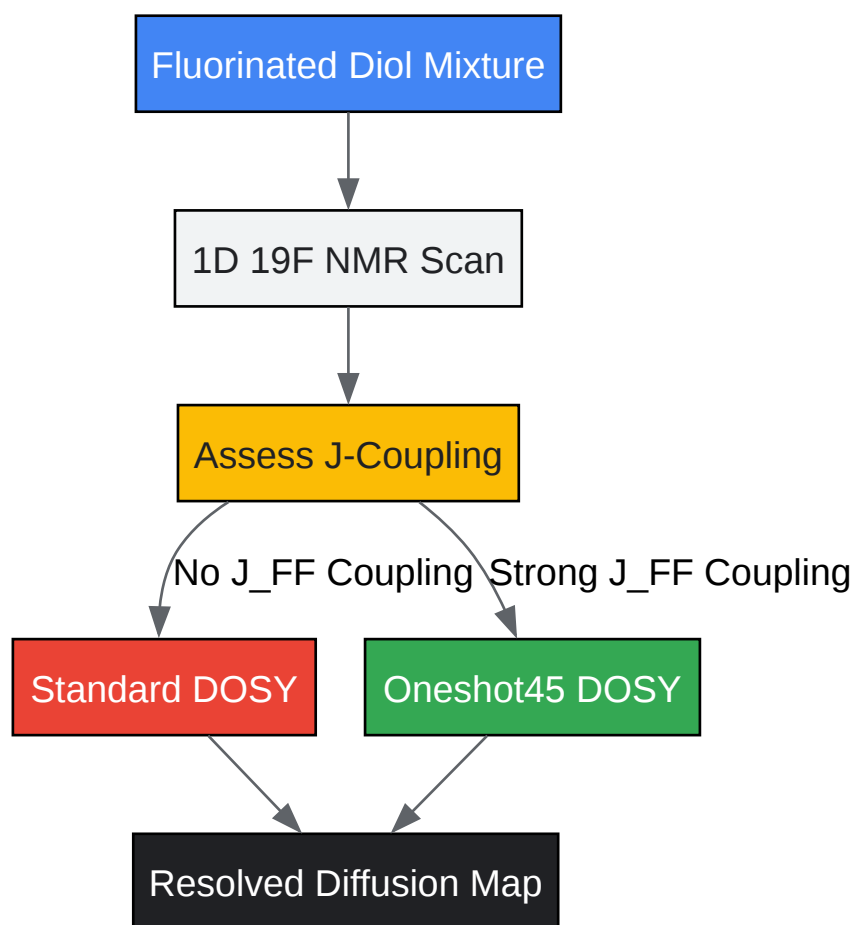 Fluorinated Diol Mixture
1D 19F NMR Scan
Assess J-Coupling
No J_FF Coupling
Strong J_FF Coupling
Standard DOSY
Oneshot45 DOSY
Resolved Diffusion Map